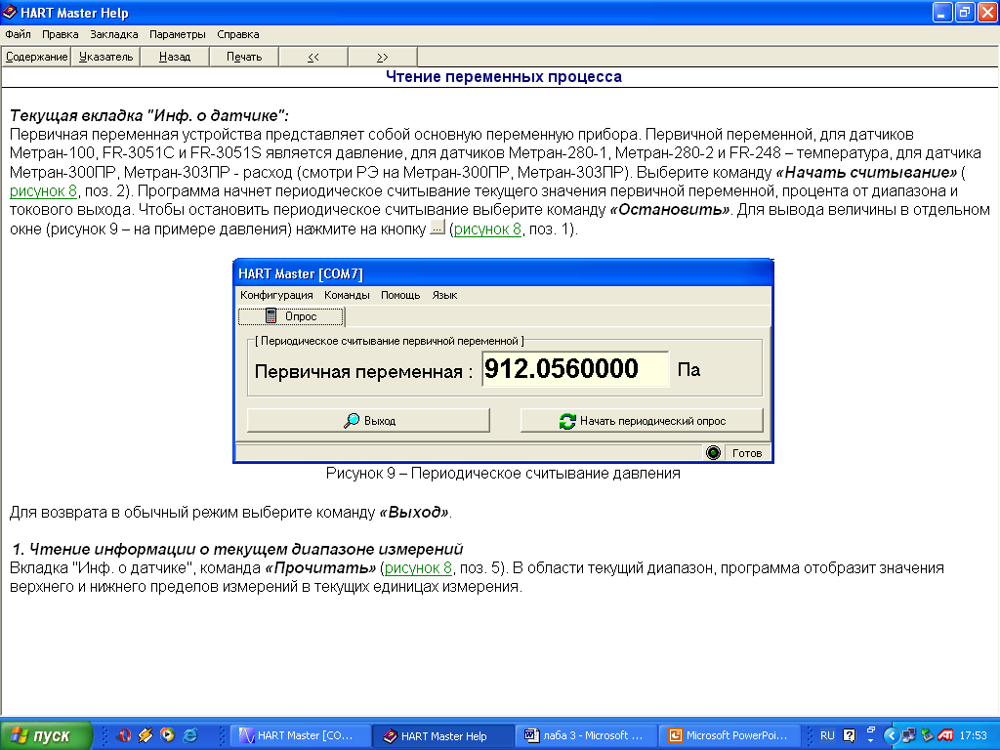 HART Master Help
Файл Правка Закладка Параметры Справка
Содержание Указатель Назад Печать << >>
Чтение переменных процесса
Текущая вкладка "Инф. о датчике":
Первичная переменная устройства представляет собой основную переменную прибора. Первичной переменной, для датчиков
Метран-100, FR-3051C и FR-3051S является давление, для датчиков Метран-280-1, Метран-280-2 и FR-248 – температура, для датчика
Метран-300ПР, Метран-303ПР - расход (смотри РЭ на Метран-300ПР, Метран-303ПР). Выберите команду «Начать считывание» (
рисунок 8, поз. 2). Программа начнет периодическое считывание текущего значения первичной переменной, процента от диапазона и
токового выхода. Чтобы остановить периодическое считывание выберите команду «Остановить». Для вывода величины в отдельном
окне (рисунок 9 – на примере давления) нажмите на кнопку ... (рисунок 8, поз. 1).
HART Master [COM7]
Конфигурация Команды Помощь Язык
Опрос
[ Периодическое считывание первичной переменной ]
Первичная переменная : 912.0560000 Па
Выход Начать периодический опрос
Готов
Рисунок 9 – Периодическое считывание давления
Для возврата в обычный режим выберите команду «Выход».
1. Чтение информации о текущем диапазоне измерений
Вкладка "Инф. о датчике", команда «Прочитать» (рисунок 8, поз. 5). В области текущий диапазон, программа отобразит значения
верхнего и нижнего пределов измерений в текущих единицах измерения.
пуск HART Master [CO... HART Master Help лаба 3 - Microsoft ... Microsoft PowerPoi... RU 17:53